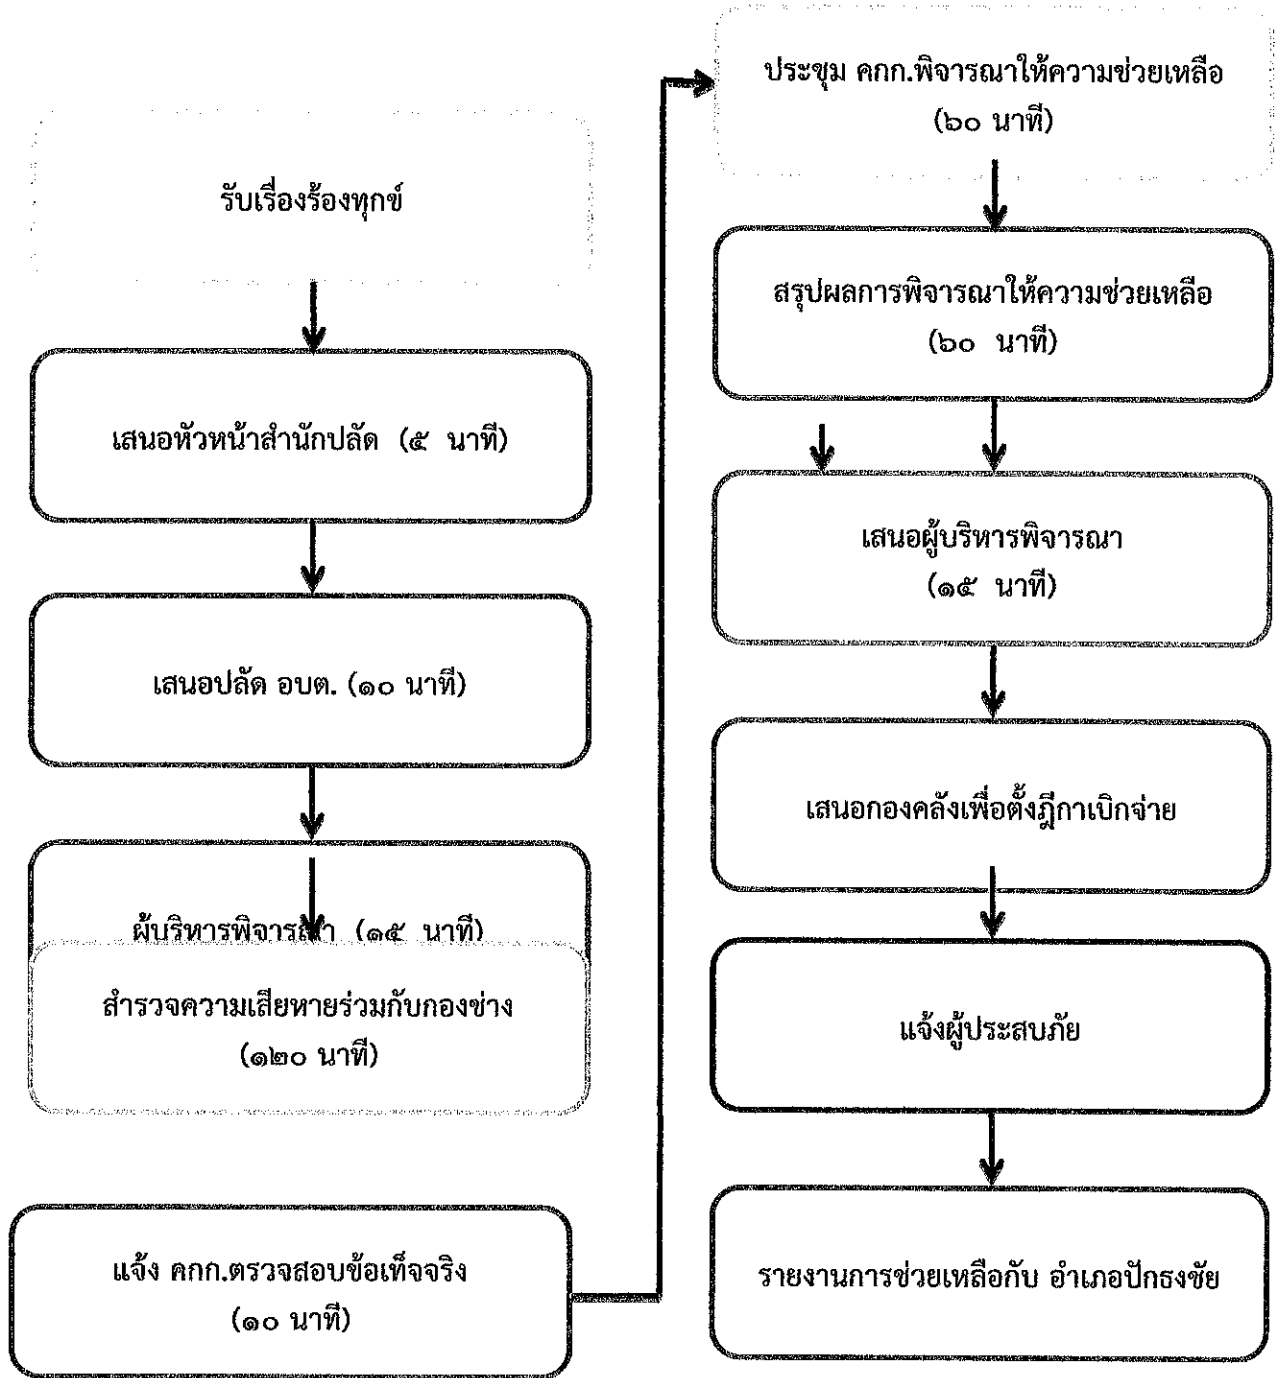 รับเรื่องร้องทุกข์
เสนอหัวหน้าสำนักปลัด (๕ นาที)
เสนอปลัด อบต. (๑๐ นาที)
ผู้บริหารพิจารณา (๑๕ นาที)
สำรวจความเสียหายร่วมกับกองช่าง
(๑๒๐ นาที)
แจ้ง คกก.ตรวจสอบข้อเท็จจริง
(๑๐ นาที)
ประชุม คกก.พิจารณาให้ความช่วยเหลือ
(๖๐ นาที)
สรุปผลการพิจารณาให้ความช่วยเหลือ
(๖๐ นาที)
เสนอผู้บริหารพิจารณา
(๑๕ นาที)
เสนอกองคลังเพื่อตั้งฎีกาเบิกจ่าย
แจ้งผู้ประสบภัย
รายงานการช่วยเหลือกับ อำเภอปักธงชัย